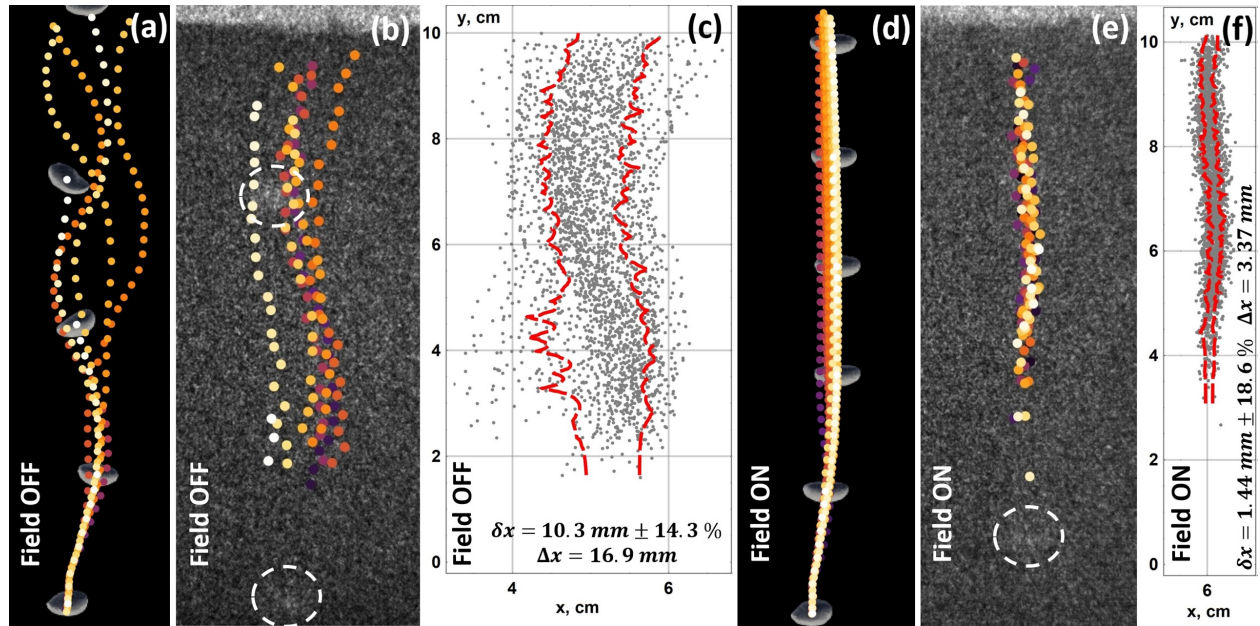 (a)
Field OFF
(b)
Field OFF
(c)
y, cm
10
8
6
4
2
0
Field OFF
δx = 10.3 mm ± 14.3 %
Δx = 16.9 mm
4
6
x, cm
(d)
Field ON
(e)
Field ON
(f)
y, cm
10
8
6
4
2
0
Field ON
δx = 1.44 mm ± 18.6 % Δx = 3.37 mm
6
x, cm